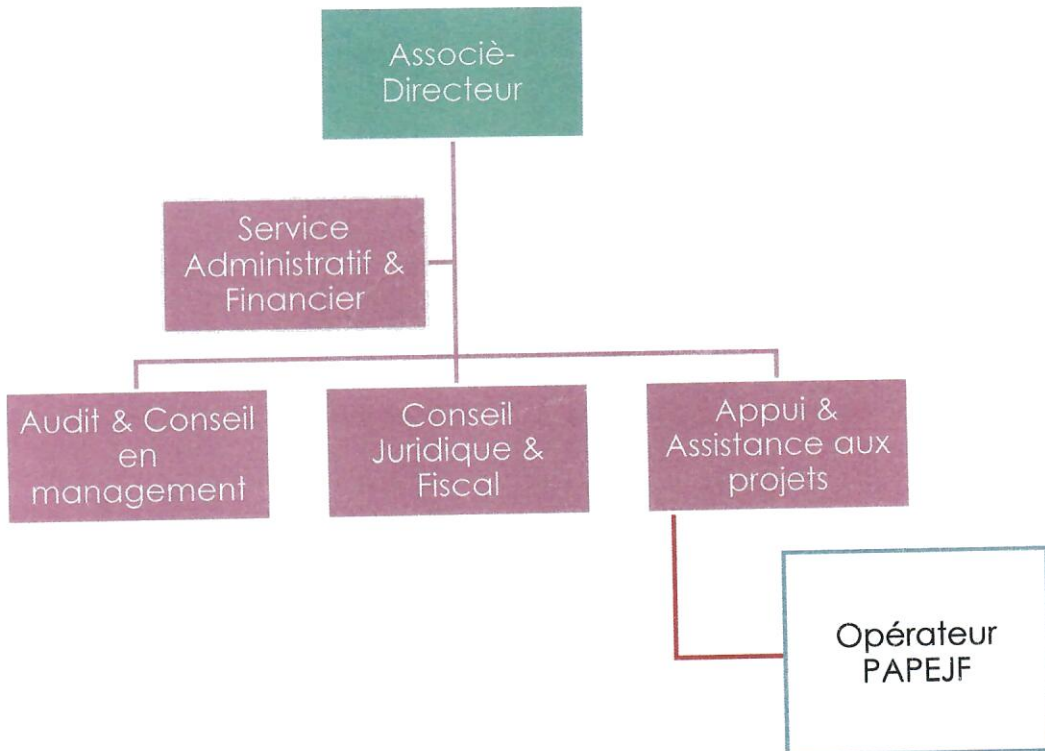 Associè-
Directeur
Service
Administratif &
Financier
Audit & Conseil
en
management
Conseil
Juridique &
Fiscal
Appui &
Assistance aux
projets
Opérateur
PAPEJF